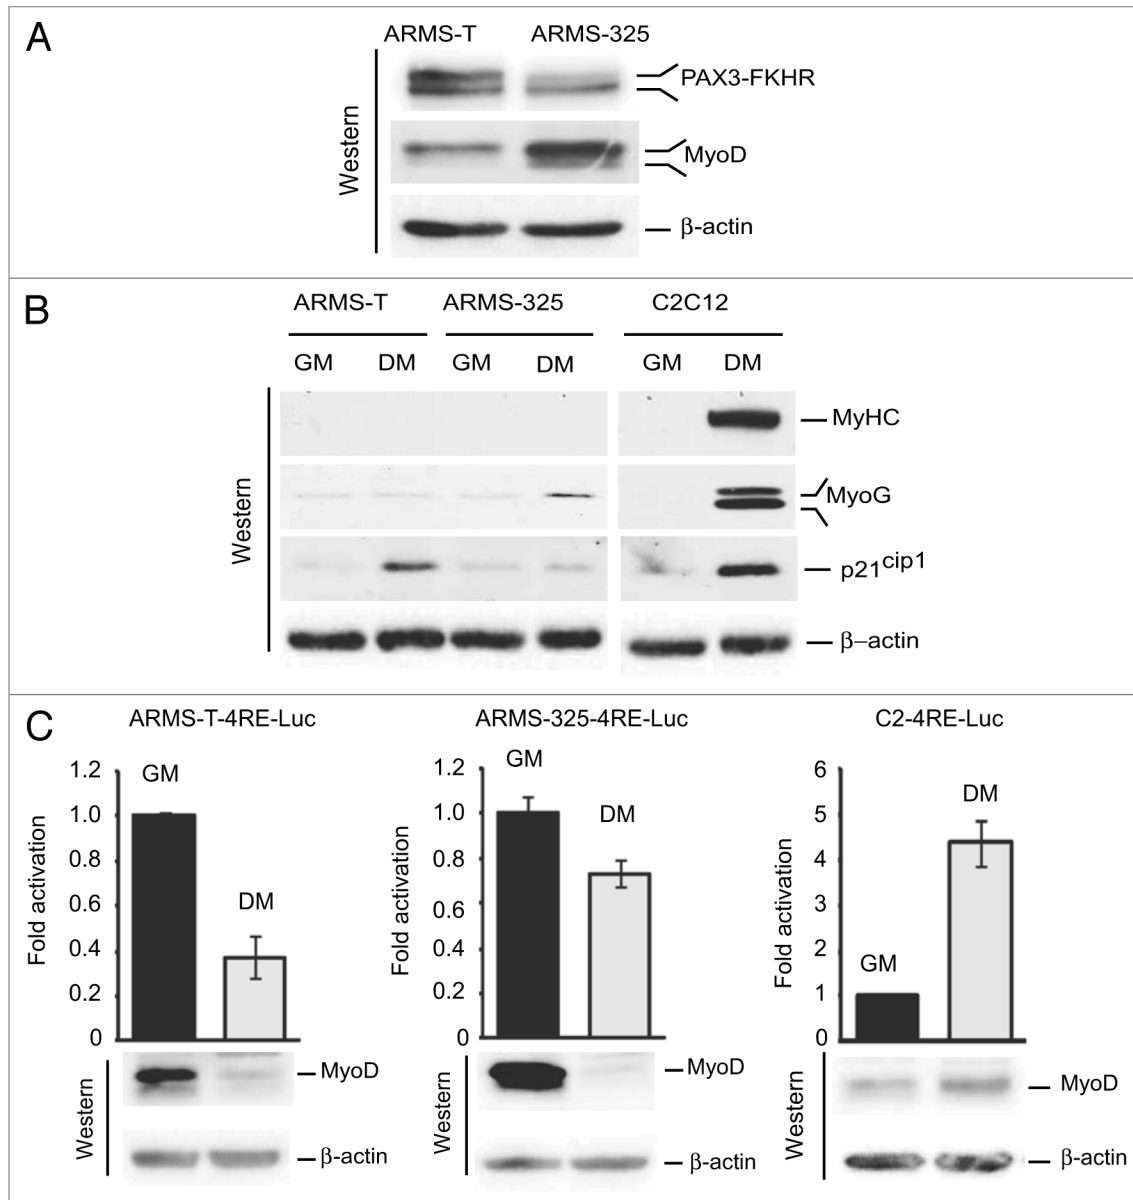 A
ARMS-T ARMS-325
Western
PAX3-FKHR
MyoD
β-actin
B
ARMS-T ARMS-325 C2C12
GM DM GM DM GM DM
Western
MyHC
MyoG
p21cip1
β–actin
C
ARMS-T-4RE-Luc ARMS-325-4RE-Luc C2-4RE-Luc
Fold activation
1.2
1.0
0.8
0.6
0.4
0.2
0
GM
DM
Western
MyoD
β-actin
Fold activation
1.2
1.0
0.8
0.6
0.4
0.2
0
GM
DM
Western
MyoD
β-actin
Fold activation
6
5
4
3
2
1
0
GM
DM
Western
MyoD
β-actin